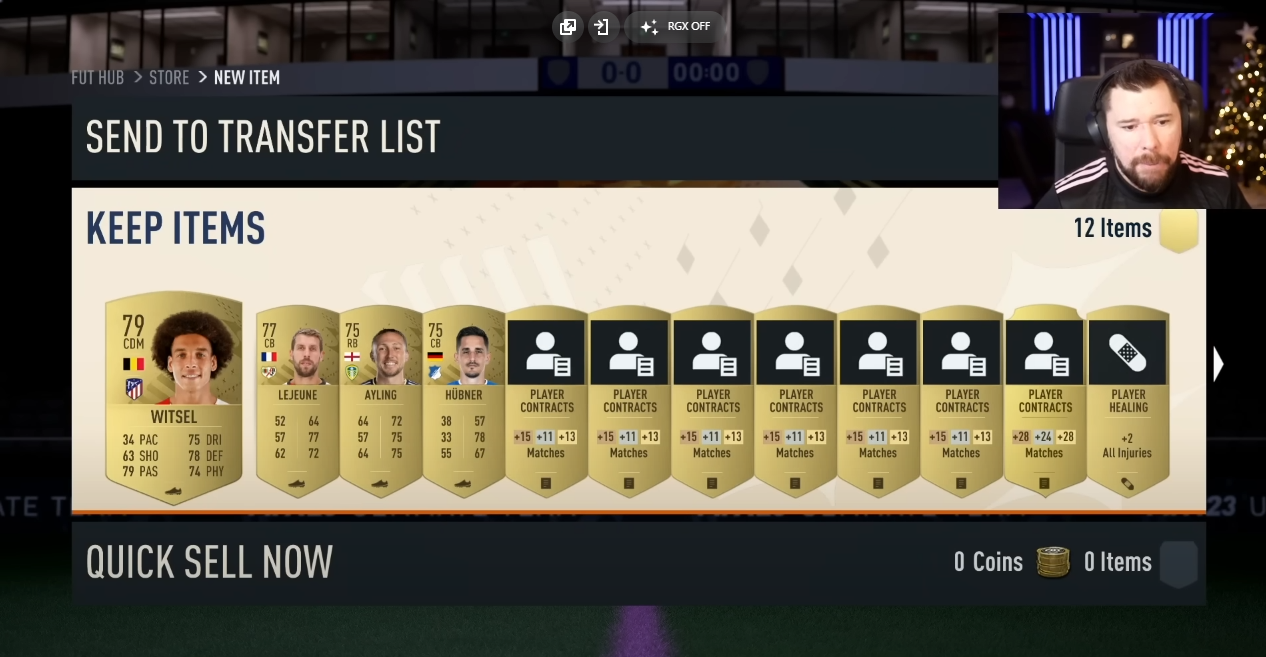 RGX OFF
0-0 00:00
FUT HUB > STORE > NEW ITEM
SEND TO TRANSFER LIST
KEEP ITEMS
12 Items
79
CDM
WITSEL
34 PAC 75 DRI
63 SHO 78 DEF
79 PAS 74 PHY
77
CB
LEJEUNE
52 64
57 77
62 72
75
RB
AYLING
64 72
57 75
64 75
75
CB
HÜBNER
38 57
33 78
55 67
PLAYER
CONTRACTS
+15 +11 +13
Matches
PLAYER
CONTRACTS
+15 +11 +13
Matches
PLAYER
CONTRACTS
+15 +11 +13
Matches
PLAYER
CONTRACTS
+15 +11 +13
Matches
PLAYER
CONTRACTS
+15 +11 +13
Matches
PLAYER
CONTRACTS
+15 +11 +13
Matches
PLAYER
CONTRACTS
+28 +24 +28
Matches
PLAYER
HEALING
+2
All Injuries
23 U
QUICK SELL NOW
0 Coins 0 Items